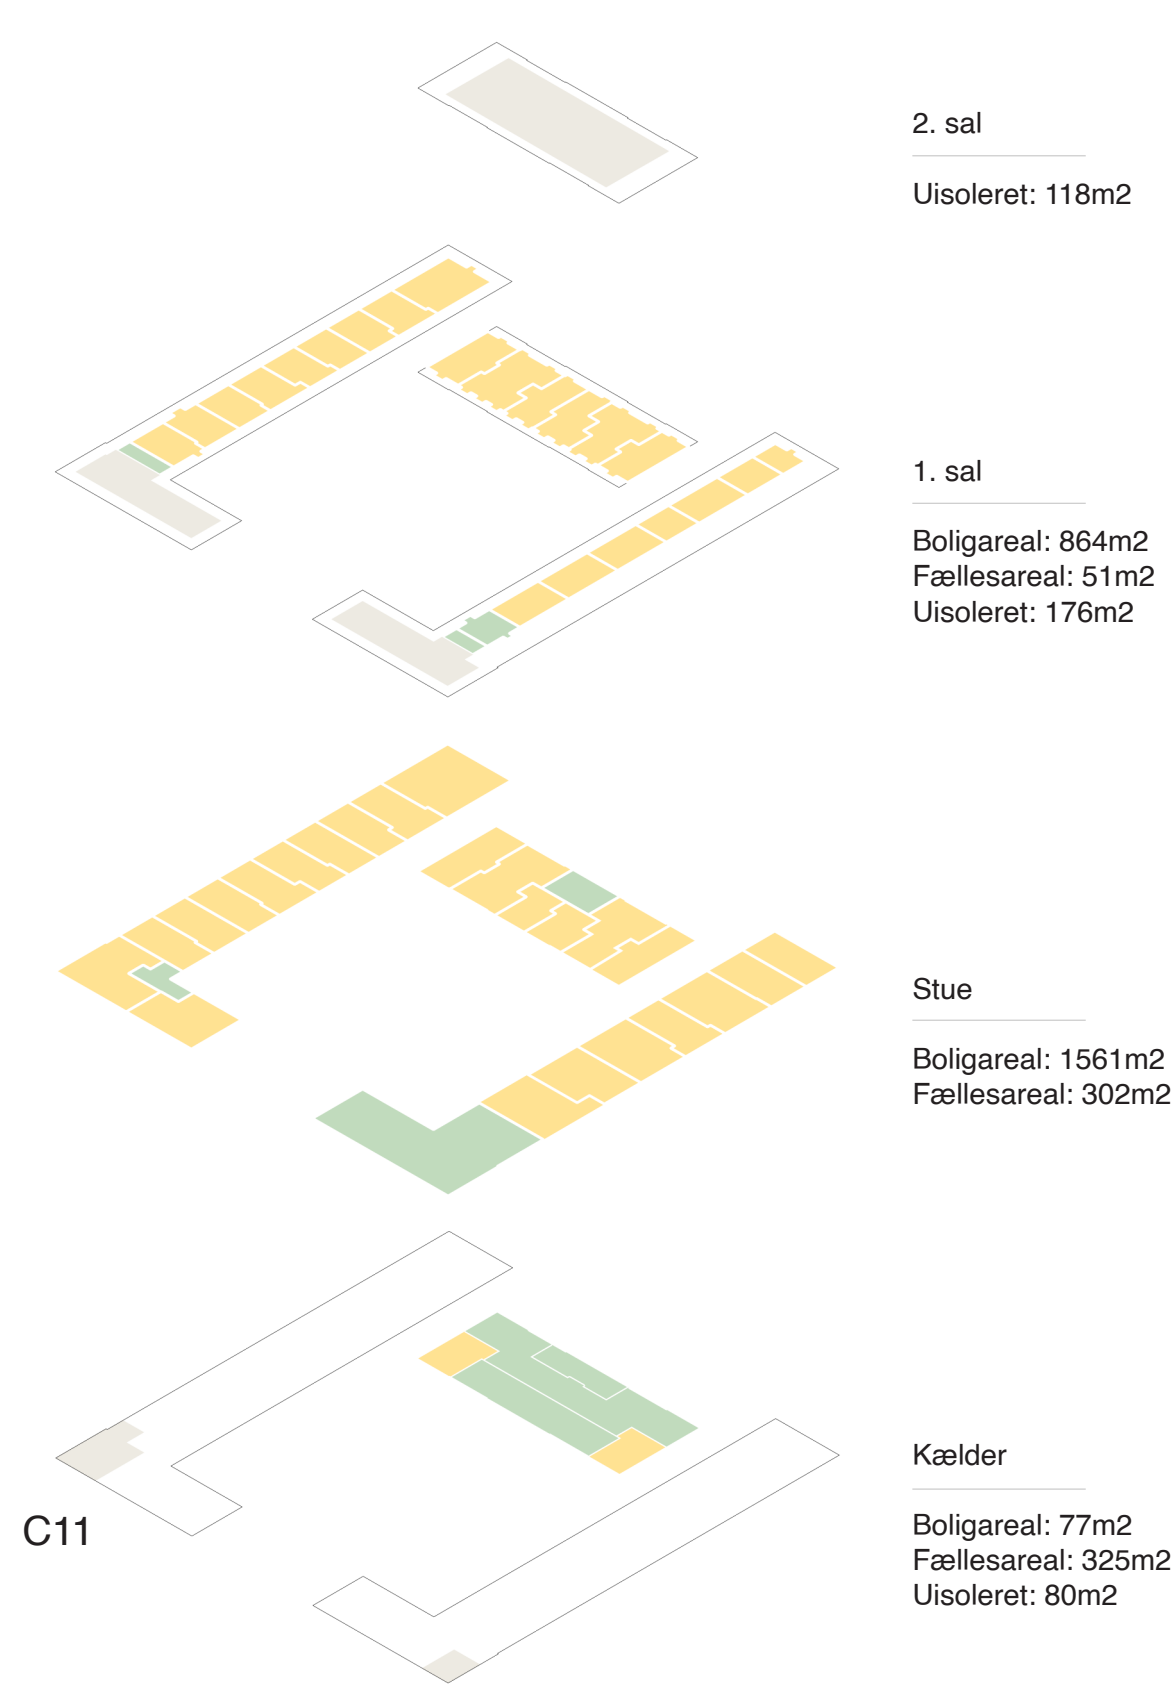 2. sal
Uisoleret: 118m2
1. sal
Boligareal: 864m2
Fællesareal: 51m2
Uisoleret: 176m2
Stue
Boligareal: 1561m2
Fællesareal: 302m2
Kælder
Boligareal: 77m2
Fællesareal: 325m2
Uisoleret: 80m2
C11